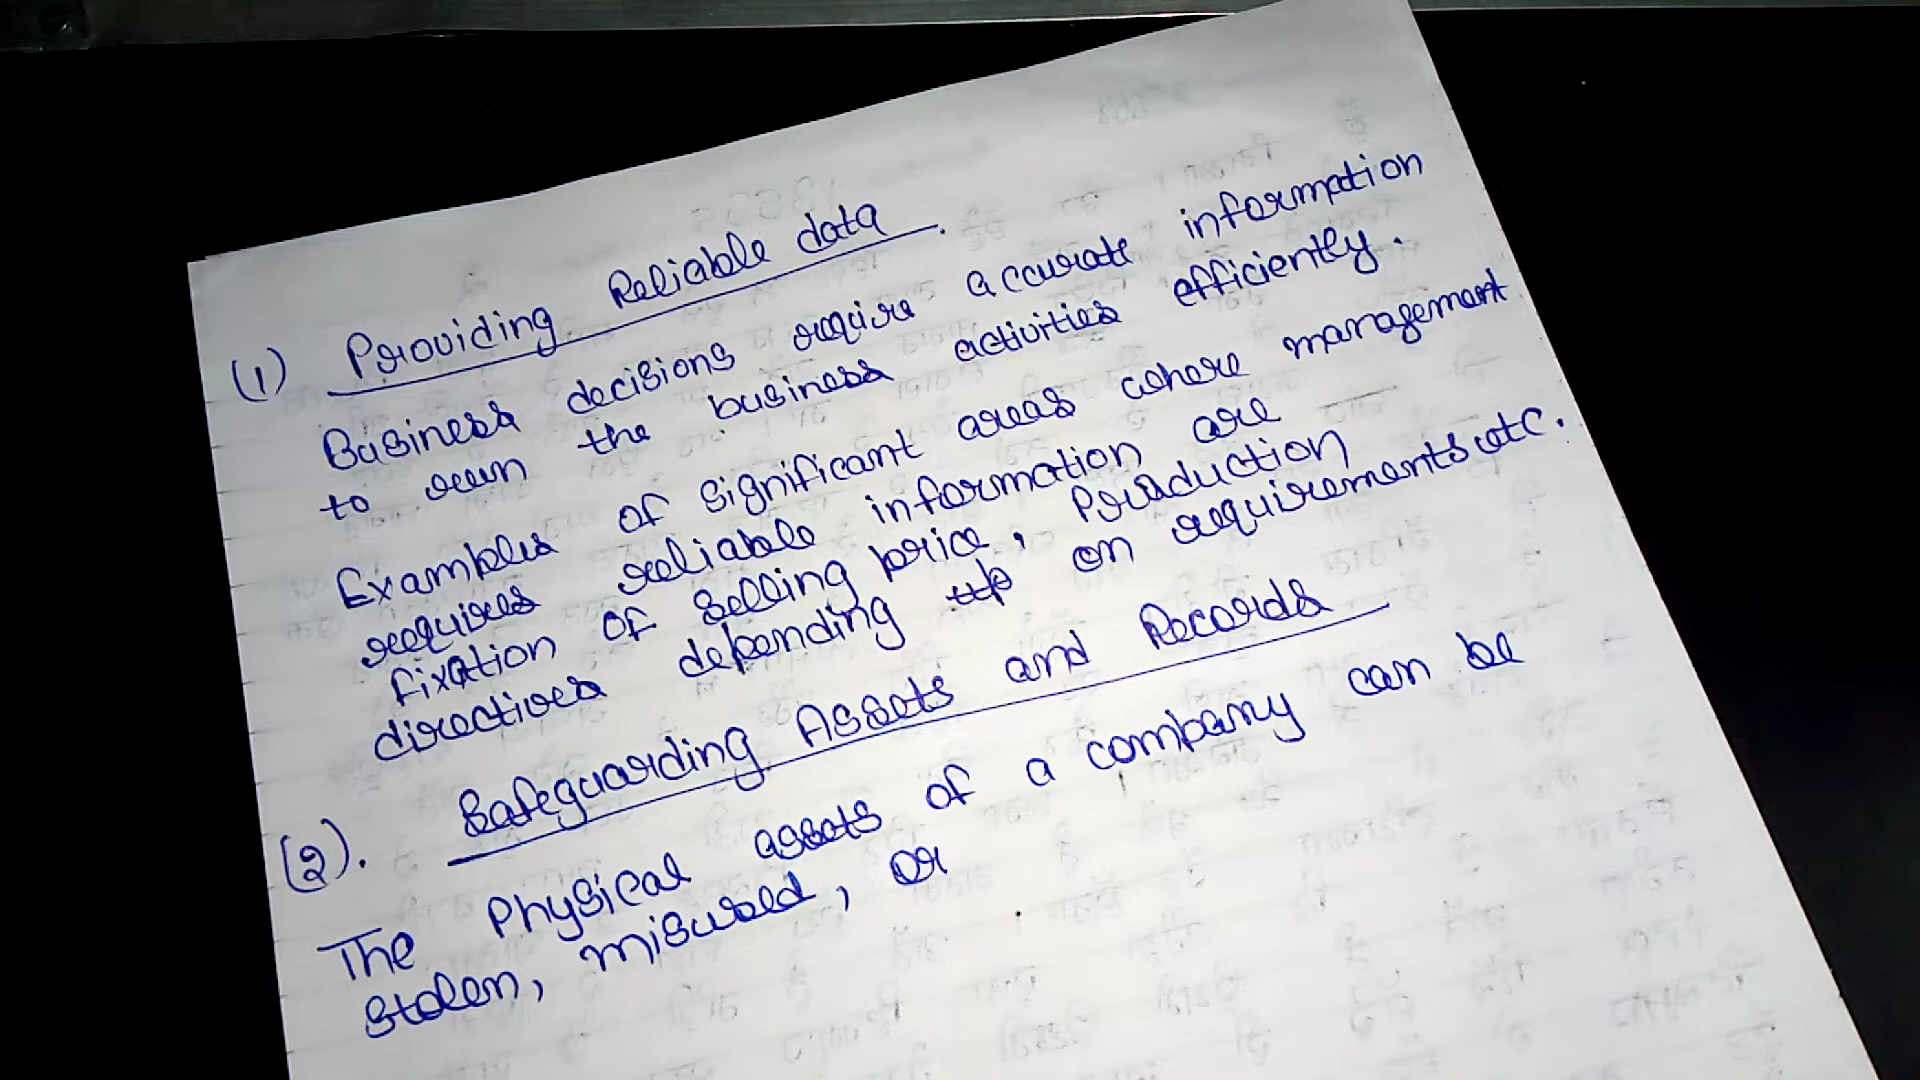 (1) Providing Reliable data.
Business decisions require accurate information
to run the business activities efficiently.
Examples of significant areas where management
requires reliable information are
fixation of selling price, Production
directives depending on requirements etc.
(2). Safeguarding Assets and Records
The Physical assets of a company can be
stolen, misused, or